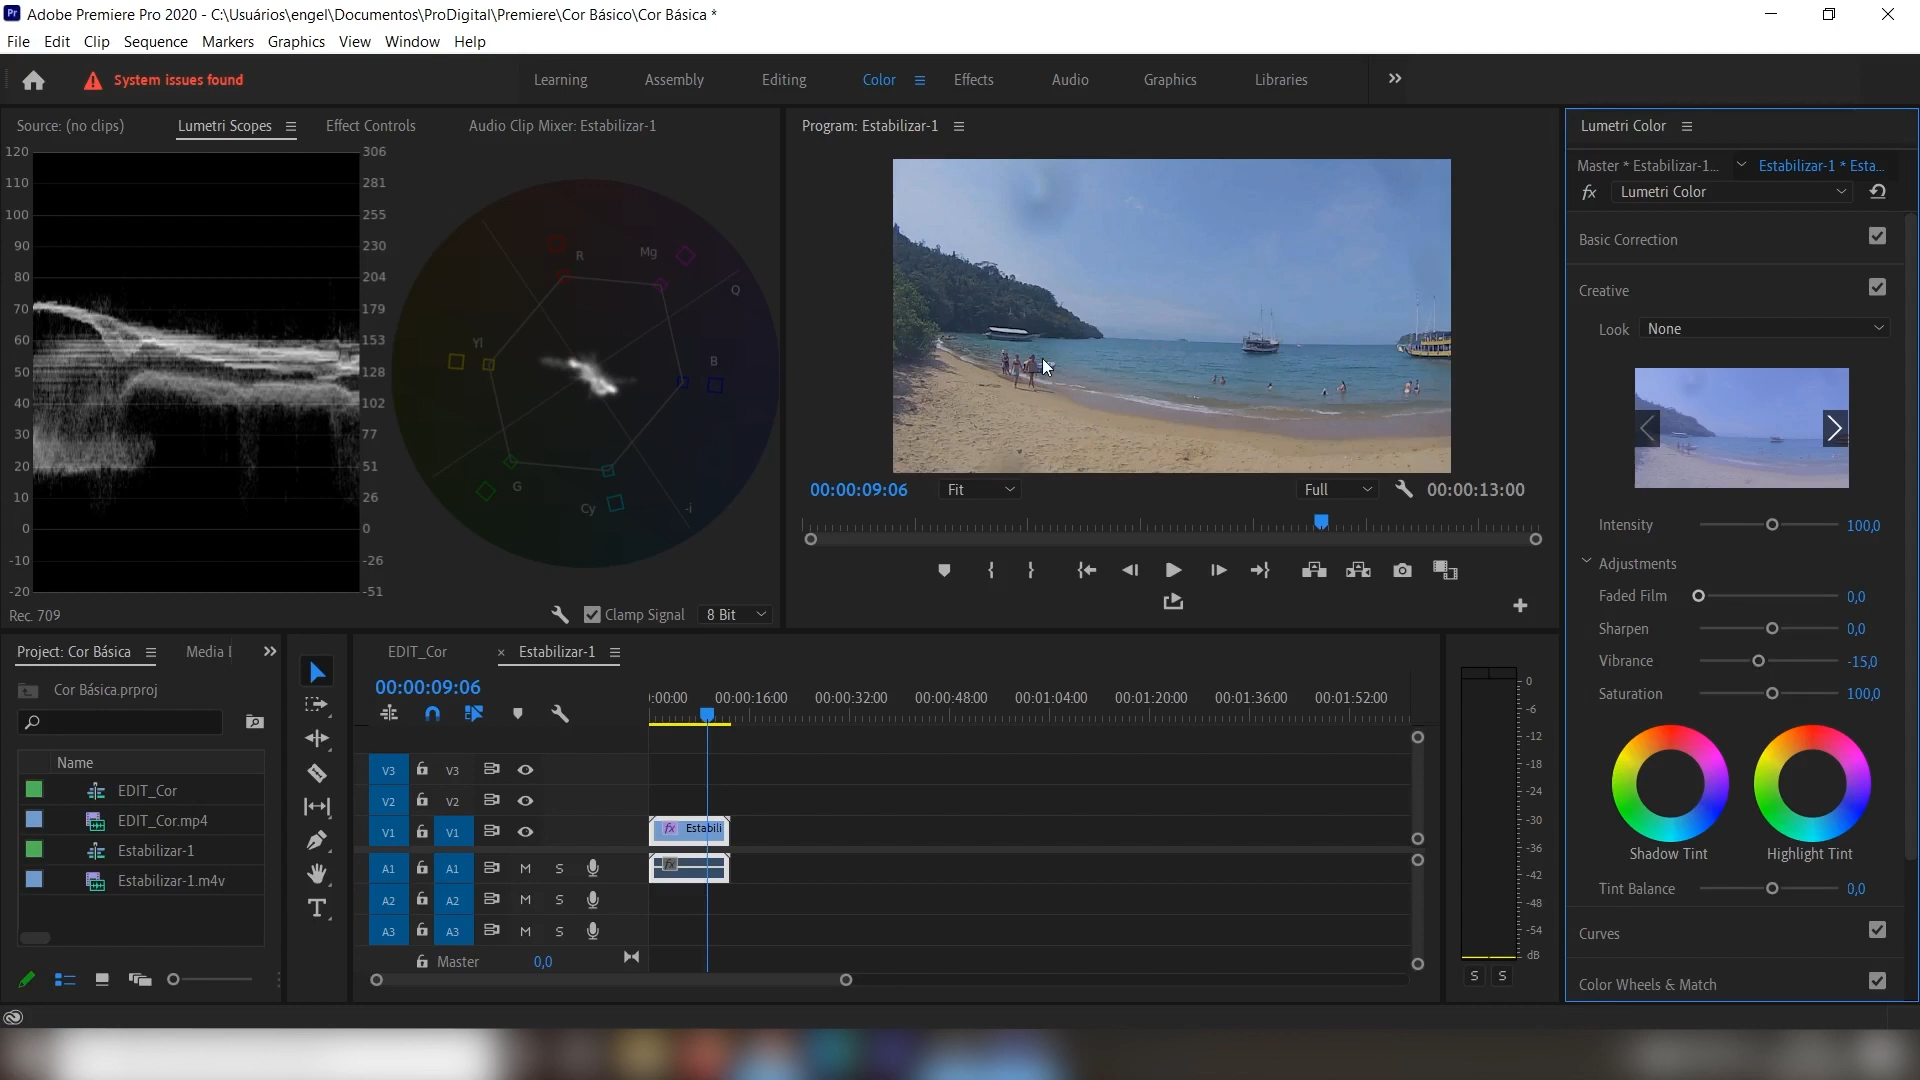 Adobe Premiere Pro 2020 - C:\Usuários\engel\Documentos\ProDigital\Premiere\Cor Básico\Cor Básica *
File Edit Clip Sequence Markers Graphics View Window Help
System issues found
Learning Assembly Editing Color Effects Audio Graphics Libraries
Source: (no clips) Lumetri Scopes Effect Controls Audio Clip Mixer: Estabilizar-1
120 306
110 281
100 255
90 230
80 204
70 179
60 153
50 128
40 102
30 77
20 51
10 26
0 0
-10 -26
-20 -51
R Mg Q
Yl B
G Cy -i
Rec. 709 Clamp Signal 8 Bit
Program: Estabilizar-1
00:00:09:06 Fit Full 00:00:13:00
Lumetri Color
Master * Estabilizar-1... Estabilizar-1 * Esta...
fx Lumetri Color
Basic Correction
Creative
Look None
Intensity 100,0
Adjustments
Faded Film 0,0
Sharpen 0,0
Vibrance -15,0
Saturation 100,0
Shadow Tint Highlight Tint
Tint Balance 0,0
Curves
Color Wheels & Match
Project: Cor Básica Media
Cor Básica.prproj
Name
EDIT_Cor
EDIT_Cor.mp4
Estabilizar-1
Estabilizar-1.m4v
EDIT_Cor × Estabilizar-1
00:00:09:06
:00:00 00:00:16:00 00:00:32:00 00:00:48:00 00:01:04:00 00:01:20:00 00:01:36:00 00:01:52:00
V3 V3
V2 V2
V1 V1 fx Estabili
A1 A1 M S fx
A2 A2 M S
A3 A3 M S
Master 0,0
0
-6
-12
-18
-24
-30
-36
-42
-48
-54
dB
S S